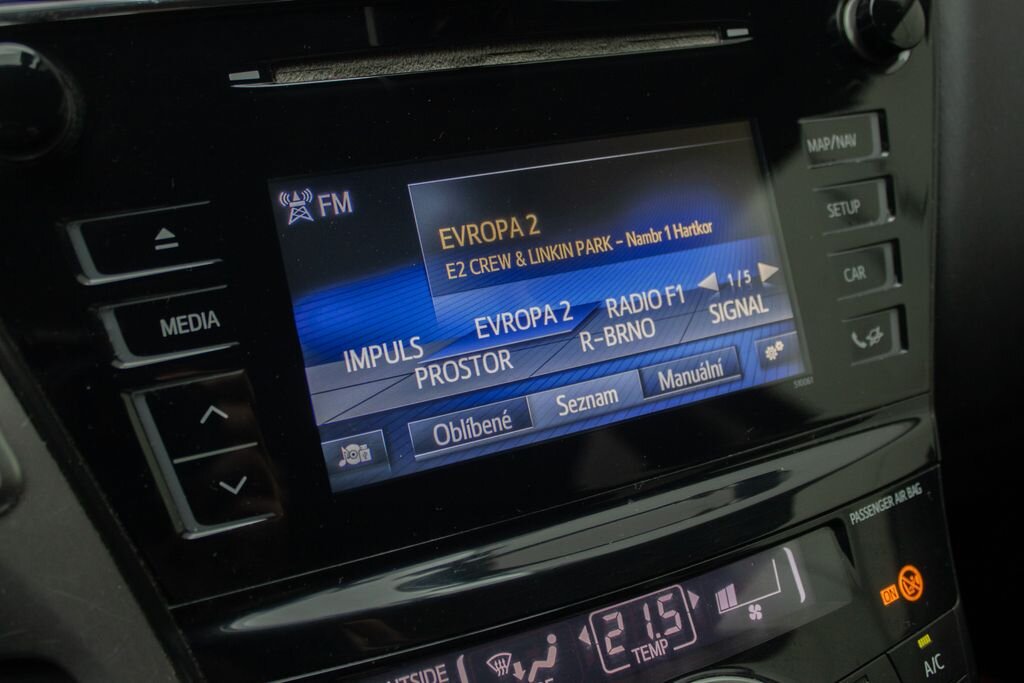 FM
EVROPA 2
E2 CREW & LINKIN PARK - Nambr 1 Hartkor
1/5
IMPULS EVROPA 2 RADIO F1
PROSTOR R-BRNO SIGNAL
Oblíbené Seznam Manuální
510061
MEDIA
MAP/NAV
SETUP
CAR
PASSENGER AIR BAG
ON
21.5
TEMP
A/C